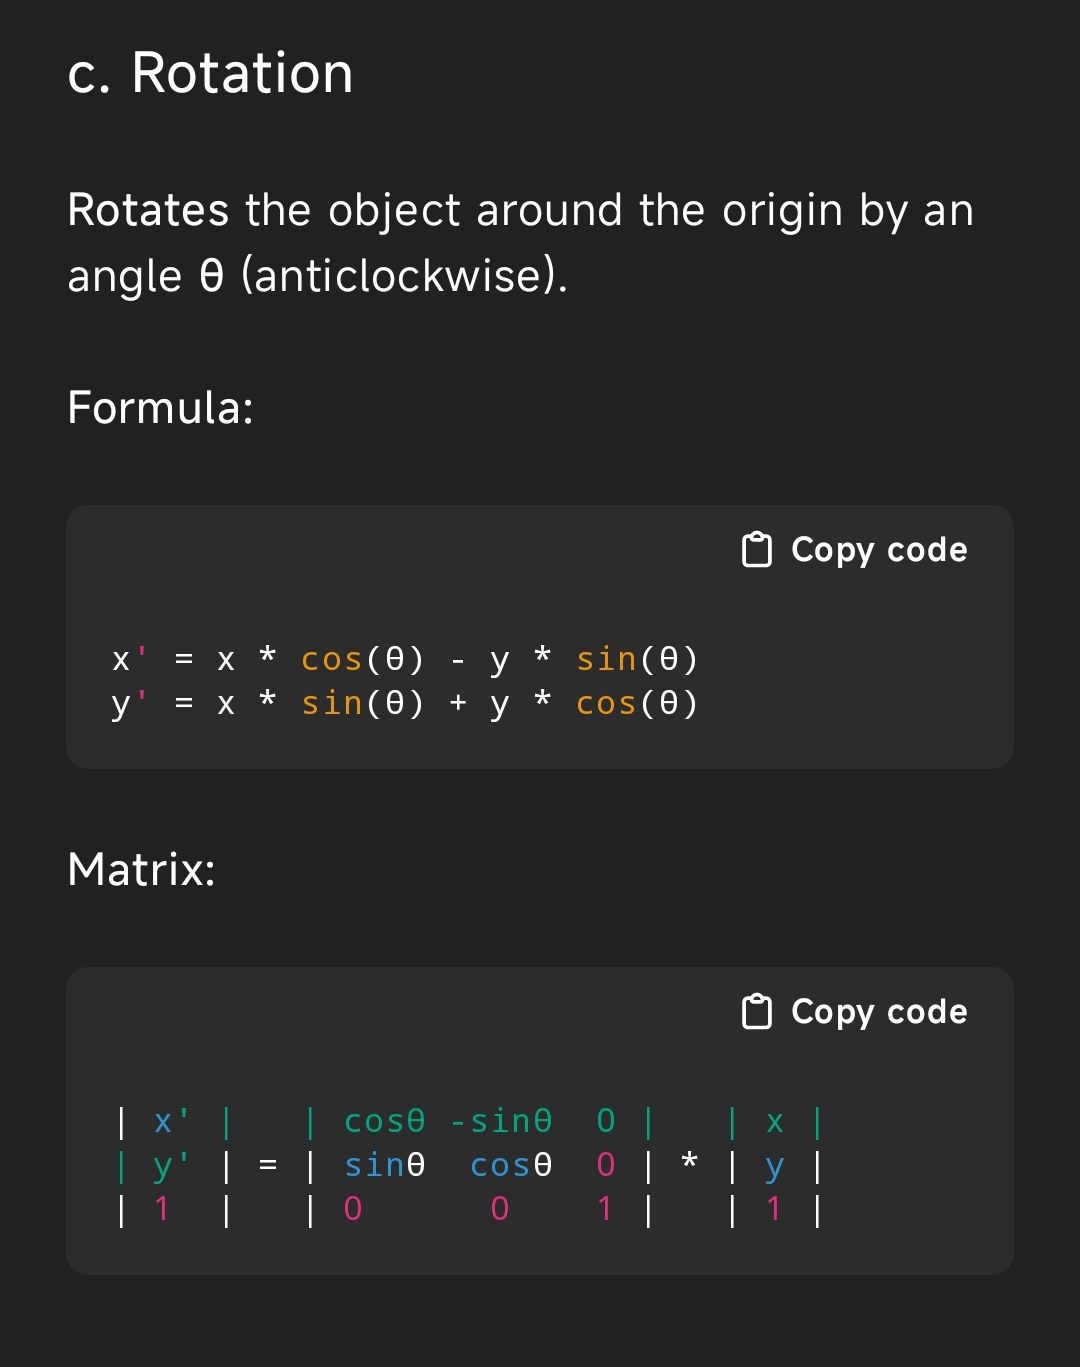 c. Rotation
Rotates the object around the origin by an
angle θ (anticlockwise).
Formula:
Copy code
x' = x * cos(θ) - y * sin(θ)
y' = x * sin(θ) + y * cos(θ)
Matrix:
Copy code
| x' |   | cosθ -sinθ  0 |   | x |
| y' | = | sinθ  cosθ  0 | * | y |
| 1  |   | 0      0    1 |   | 1 |